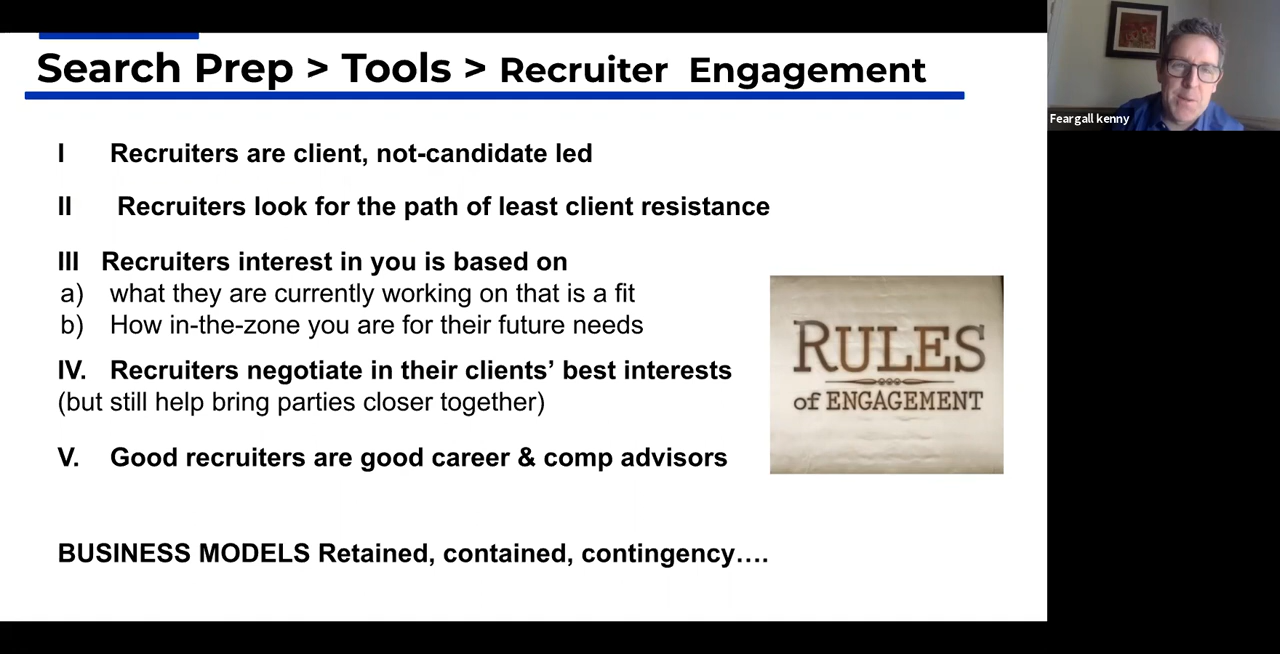 Search Prep > Tools > Recruiter Engagement
Feargall kenny
I Recruiters are client, not-candidate led
II Recruiters look for the path of least client resistance
III Recruiters interest in you is based on
a) what they are currently working on that is a fit
b) How in-the-zone you are for their future needs
IV. Recruiters negotiate in their clients’ best interests
(but still help bring parties closer together)
V. Good recruiters are good career & comp advisors
RULES
of ENGAGEMENT
BUSINESS MODELS Retained, contained, contingency….